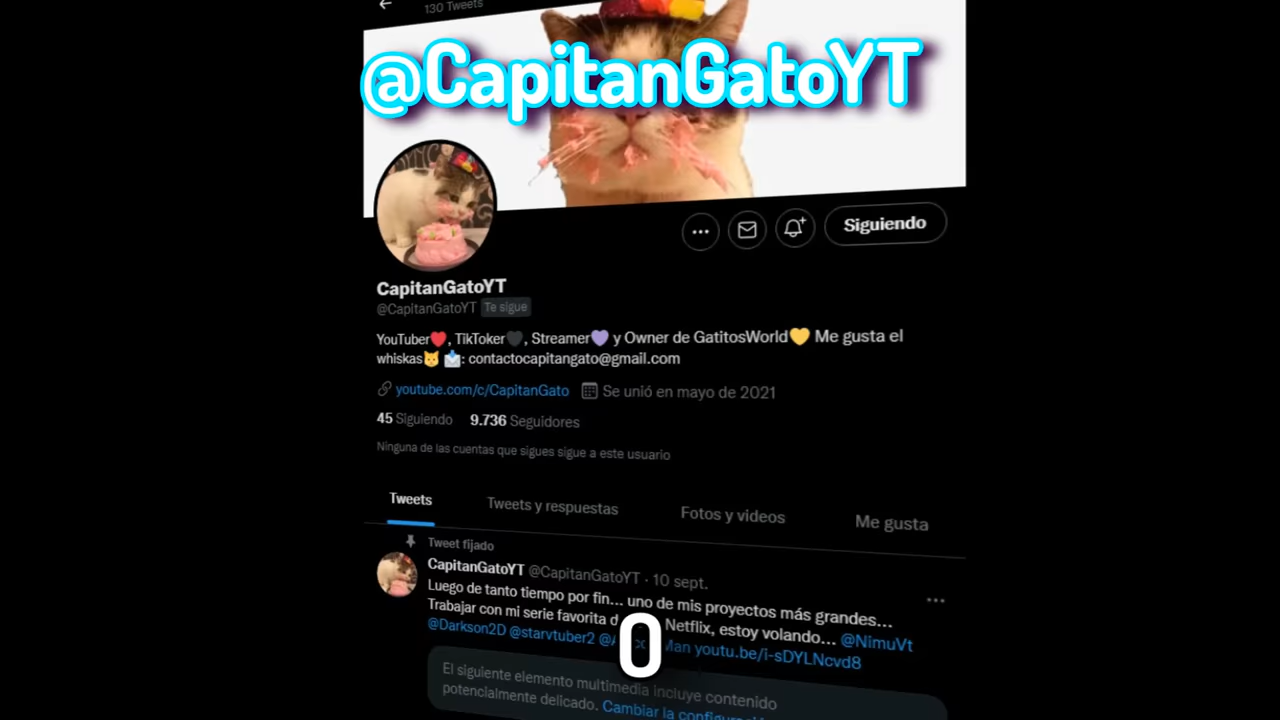 130 Tweets
@CapitanGatoYT
Siguiendo
CapitanGatoYT
@CapitanGatoYT Te sigue
YouTuber❤️, TikToker🖤, Streamer💜 y Owner de GatitosWorld💛 Me gusta el
whiskas🐱 📩: contactocapitangato@gmail.com
youtube.com/c/CapitanGato Se unió en mayo de 2021
45 Siguiendo 9.736 Seguidores
Ninguna de las cuentas que sigues sigue a este usuario
Tweets Tweets y respuestas Fotos y videos Me gusta
Tweet fijado
CapitanGatoYT @CapitanGatoYT · 10 sept.
Luego de tanto tiempo por fin... uno de mis proyectos más grandes...
Trabajar con mi serie favorita Netflix, estoy volando... @NimuVt
@Darkson2D @starvtuber2 youtu.be/i-sDYLNcvd8
O
El siguiente elemento multimedia incluye contenido
potencialmente delicado. Cambiar la